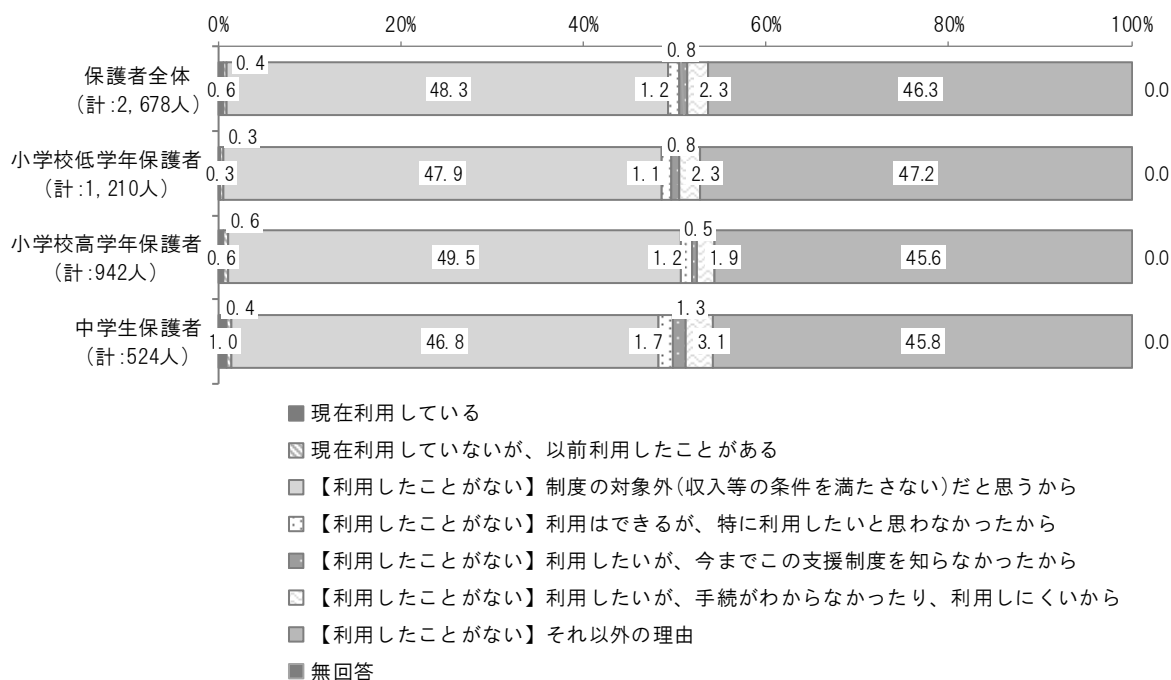 0% 20% 40% 60% 80% 100%
保護者全体
(計:2,678人)
0.6 0.4 48.3 1.2 0.8 2.3 46.3 0.0
小学校低学年保護者
(計:1,210人)
0.3 0.3 47.9 1.1 0.8 2.3 47.2 0.0
小学校高学年保護者
(計:942人)
0.6 0.6 49.5 1.2 0.5 1.9 45.6 0.0
中学生保護者
(計:524人)
1.0 0.4 46.8 1.7 1.3 3.1 45.8 0.0
現在利用している
現在利用していないが、以前利用したことがある
【利用したことがない】制度の対象外(収入等の条件を満たさない)だと思うから
【利用したことがない】利用はできるが、特に利用したいと思わなかったから
【利用したことがない】利用したいが、今までこの支援制度を知らなかったから
【利用したことがない】利用したいが、手続がわからなかったり、利用しにくいから
【利用したことがない】それ以外の理由
無回答